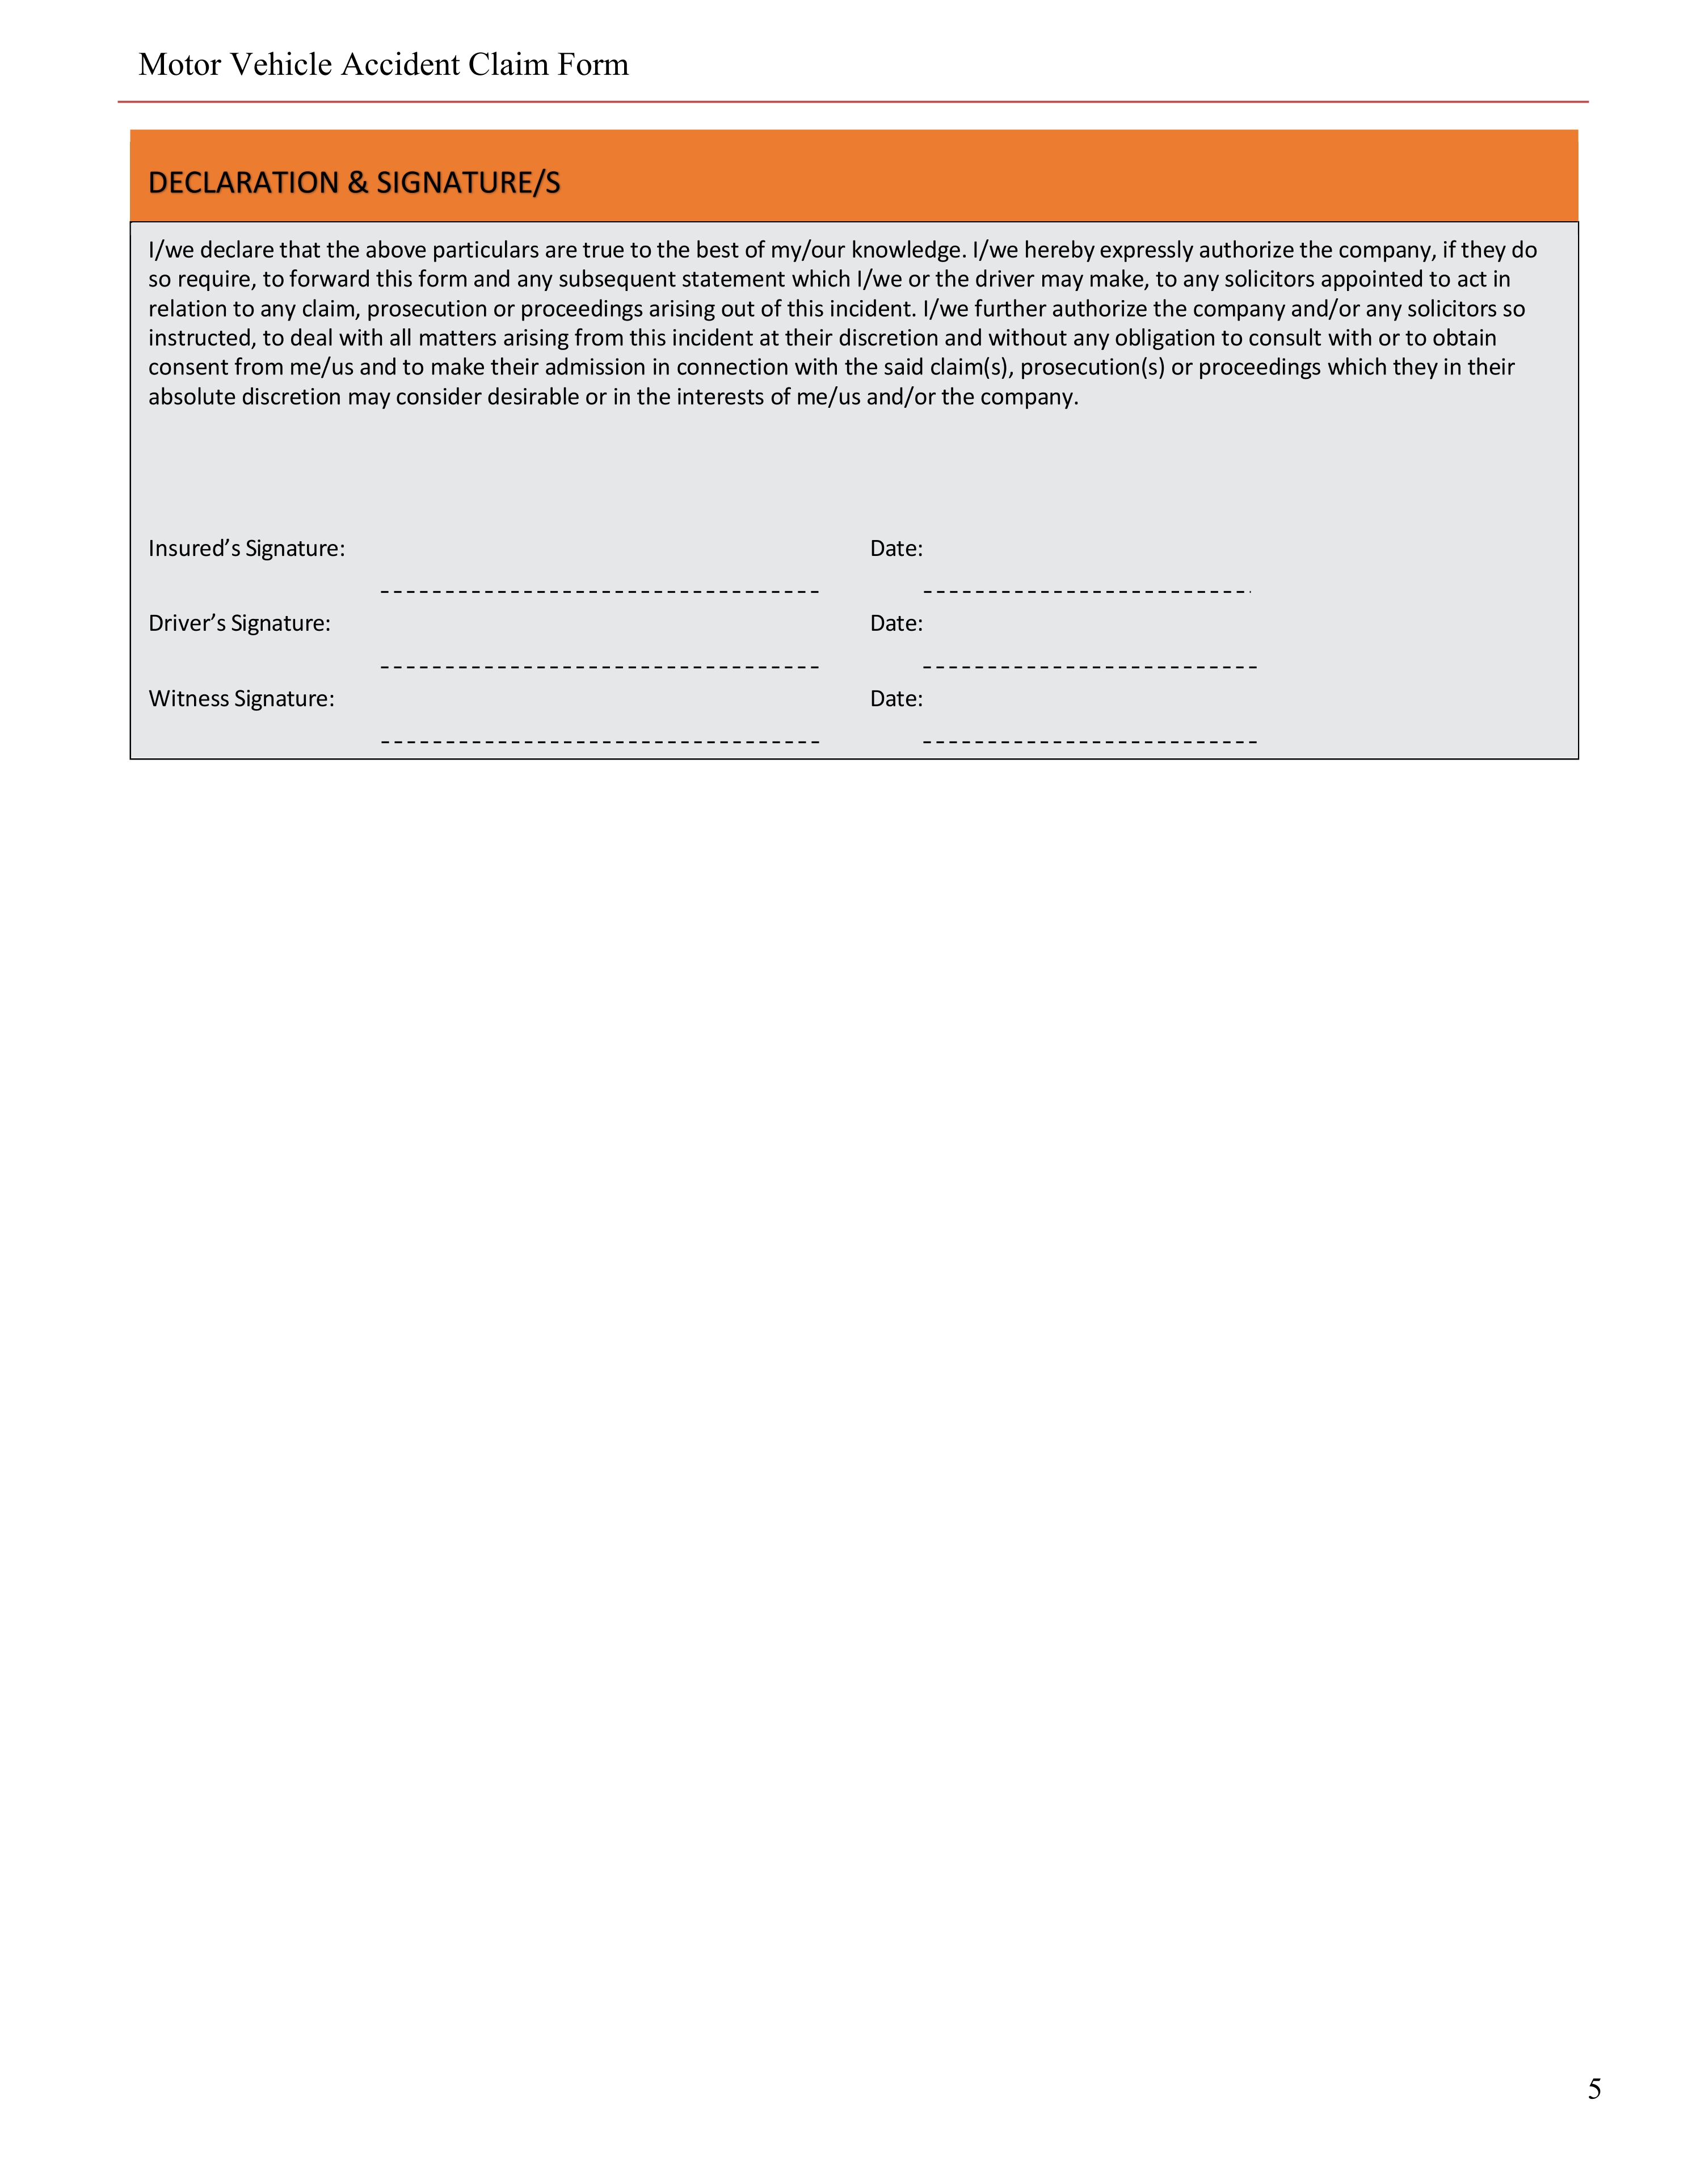 Motor Vehicle Accident Claim Form
DECLARATION & SIGNATURE/S
I/we declare that the above particulars are true to the best of my/our knowledge. I/we hereby expressly authorize the company, if they do
so require, to forward this form and any subsequent statement which I/we or the driver may make, to any solicitors appointed to act in
relation to any claim, prosecution or proceedings arising out of this incident. I/we further authorize the company and/or any solicitors so
instructed, to deal with all matters arising from this incident at their discretion and without any obligation to consult with or to obtain
consent from me/us and to make their admission in connection with the said claim(s), prosecution(s) or proceedings which they in their
absolute discretion may consider desirable or in the interests of me/us and/or the company.
Insured’s Signature: Date:
Driver’s Signature: Date:
Witness Signature: Date:
5